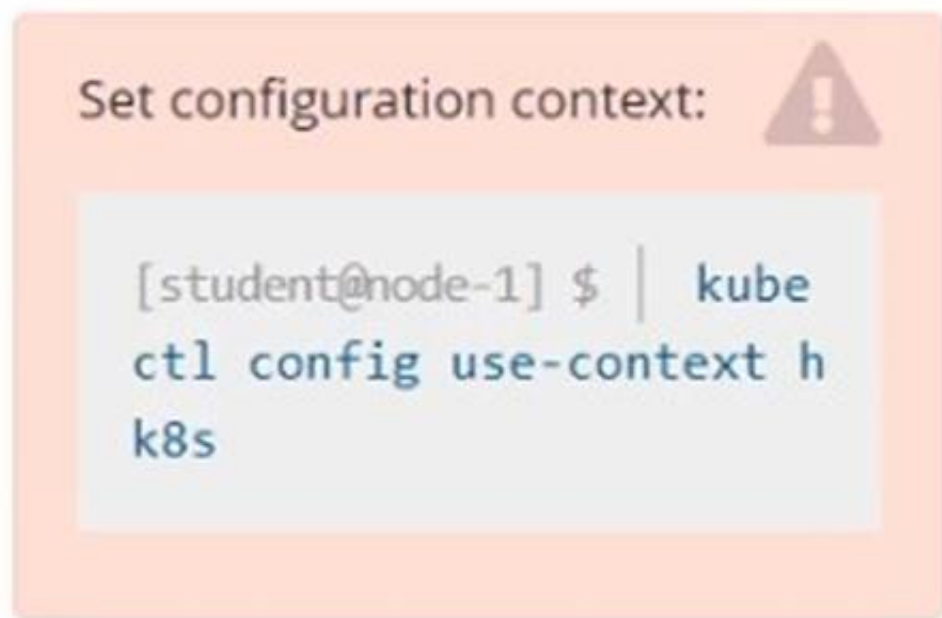 Set configuration context:
[student@node-1] $ | kube
ctl config use-context h
k8s